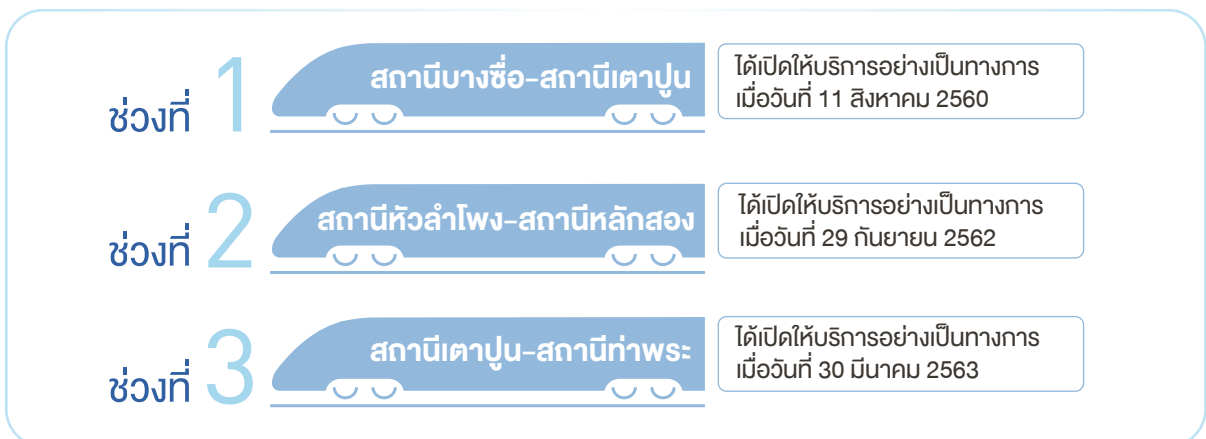 ช่วงที่ 1
สถานีบางซื่อ-สถานีเตาปูน
ได้เปิดให้บริการอย่างเป็นทางการ
เมื่อวันที่ 11 สิงหาคม 2560
ช่วงที่ 2
สถานีหัวลำโพง-สถานีหลักสอง
ได้เปิดให้บริการอย่างเป็นทางการ
เมื่อวันที่ 29 กันยายน 2562
ช่วงที่ 3
สถานีเตาปูน-สถานีท่าพระ
ได้เปิดให้บริการอย่างเป็นทางการ
เมื่อวันที่ 30 มีนาคม 2563